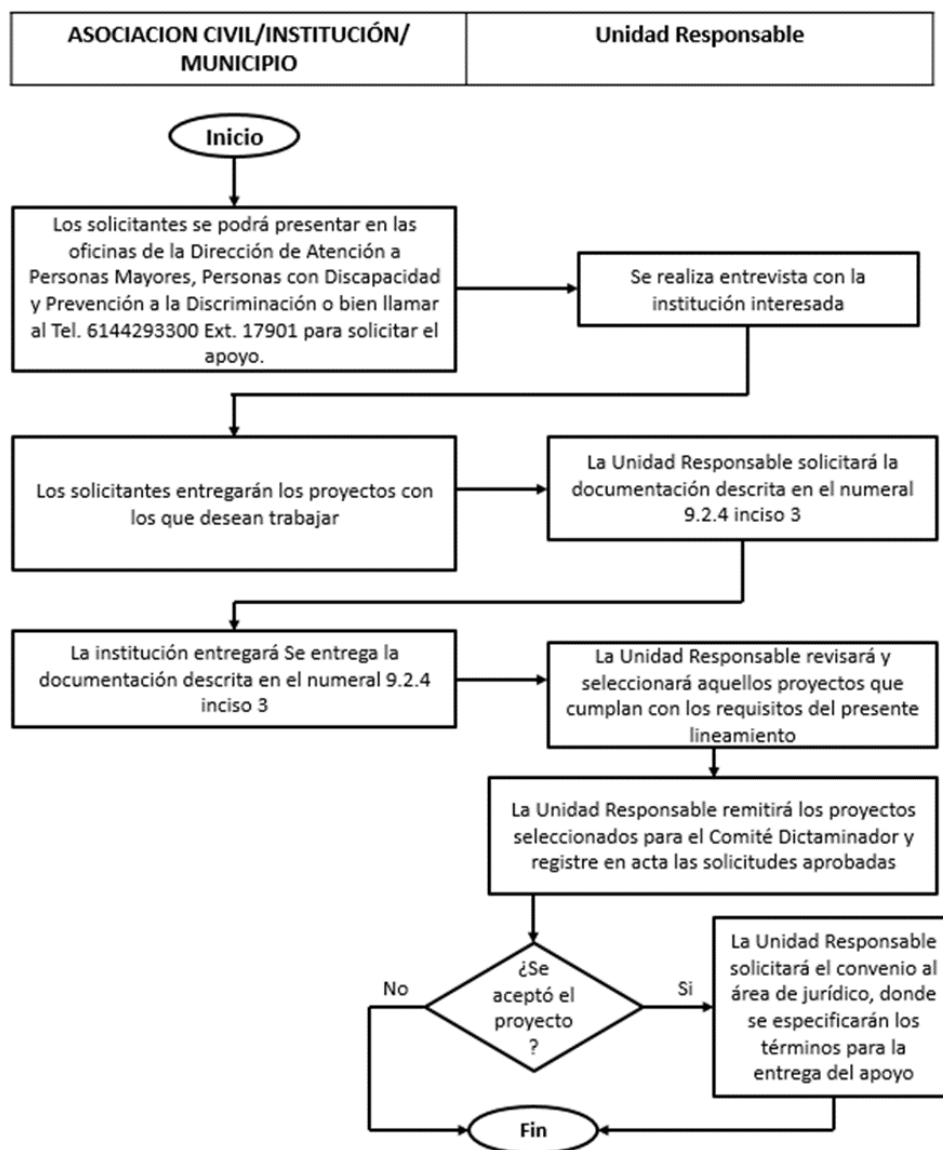 ASOCIACION CIVIL/INSTITUCIÓN/
MUNICIPIO
Unidad Responsable
Inicio
Los solicitantes se podrá presentar en las
oficinas de la Dirección de Atención a
Personas Mayores, Personas con Discapacidad
y Prevención a la Discriminación o bien llamar
al Tel. 6144293300 Ext. 17901 para solicitar el
apoyo.
Se realiza entrevista con la
institución interesada
Los solicitantes entregarán los proyectos con
los que desean trabajar
La Unidad Responsable solicitará la
documentación descrita en el numeral
9.2.4 inciso 3
La institución entregará Se entrega la
documentación descrita en el numeral 9.2.4
inciso 3
La Unidad Responsable revisará y
seleccionará aquellos proyectos que
cumplan con los requisitos del presente
lineamiento
La Unidad Responsable remitirá los proyectos
seleccionados para el Comité Dictaminador y
registre en acta las solicitudes aprobadas
¿Se
aceptó el
proyecto
?
No
Si
La Unidad Responsable
solicitará el convenio al
área de jurídico, donde
se especificarán los
términos para la
entrega del apoyo
Fin